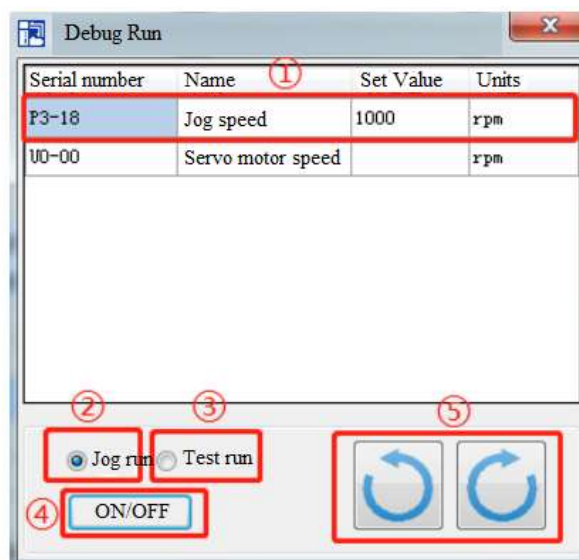 Debug Run
Serial number Name ① Set Value Units
P3-18 Jog speed 1000 rpm
U0-00 Servo motor speed rpm
② ③ ⑤
Jog run Test run
④ ON/OFF